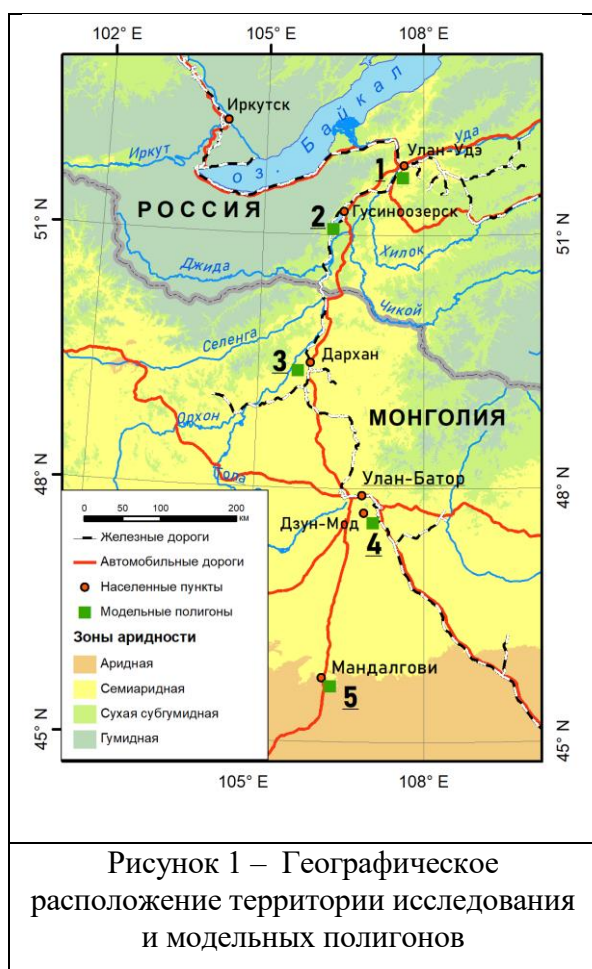 102° E
105° E
108° E
Иркутск
Иркут
оз. Байкал
Улан-Удэ
Уда
1
РОССИЯ
Гусиноозерск
2
51° N
51° N
Хилок
Джида
Чикой
Селенга
Дархан
3
МОНГОЛИЯ
Орхон
48° N
48° N
Тола
Улан-Батор
Дзун-Мод
4
0 50 100 200
км
Железные дороги
Автомобильные дороги
Населенные пункты
Модельные полигоны
Зоны аридности
Аридная
Семиаридная
Сухая субгумидная
Гумидная
Мандалгови
5
45° N
45° N
105° E
108° E
Рисунок 1 – Географическое
расположение территории исследования
и модельных полигонов